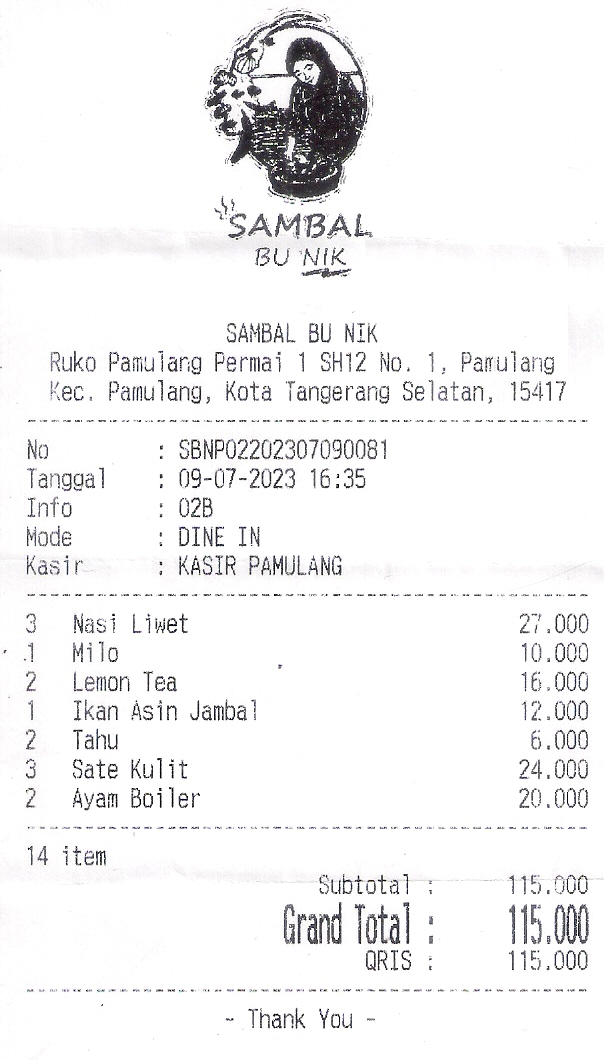 SAMBAL
BU NIK
SAMBAL BU NIK
Ruko Pamulang Permai 1 SH12 No. 1, Pamulang
Kec. Pamulang, Kota Tangerang Selatan, 15417
No : SBNP02202307090081
Tanggal : 09-07-2023 16:35
Info : 02B
Mode : DINE IN
Kasir : KASIR PAMULANG
3 Nasi Liwet 27.000
1 Milo 10.000
2 Lemon Tea 16.000
1 Ikan Asin Jambal 12.000
2 Tahu 6.000
3 Sate Kulit 24.000
2 Ayam Boiler 20.000
14 item
Subtotal : 115.000
Grand Total : 115.000
QRIS : 115.000
- Thank You -